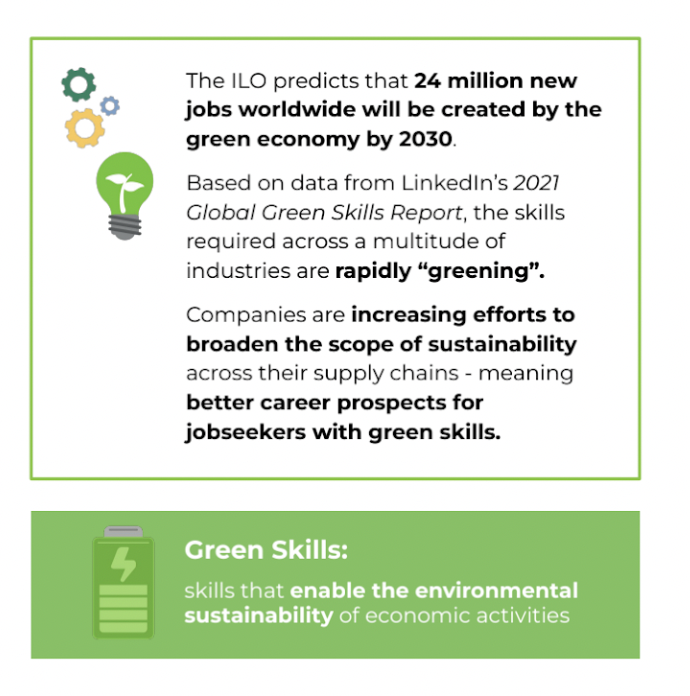 The ILO predicts that 24 million new
jobs worldwide will be created by the
green economy by 2030.
Based on data from LinkedIn's 2021
Global Green Skills Report, the skills
required across a multitude of
industries are rapidly “greening”.
Companies are increasing efforts to
broaden the scope of sustainability
across their supply chains - meaning
better career prospects for
jobseekers with green skills.
Green Skills:
skills that enable the environmental
sustainability of economic activities